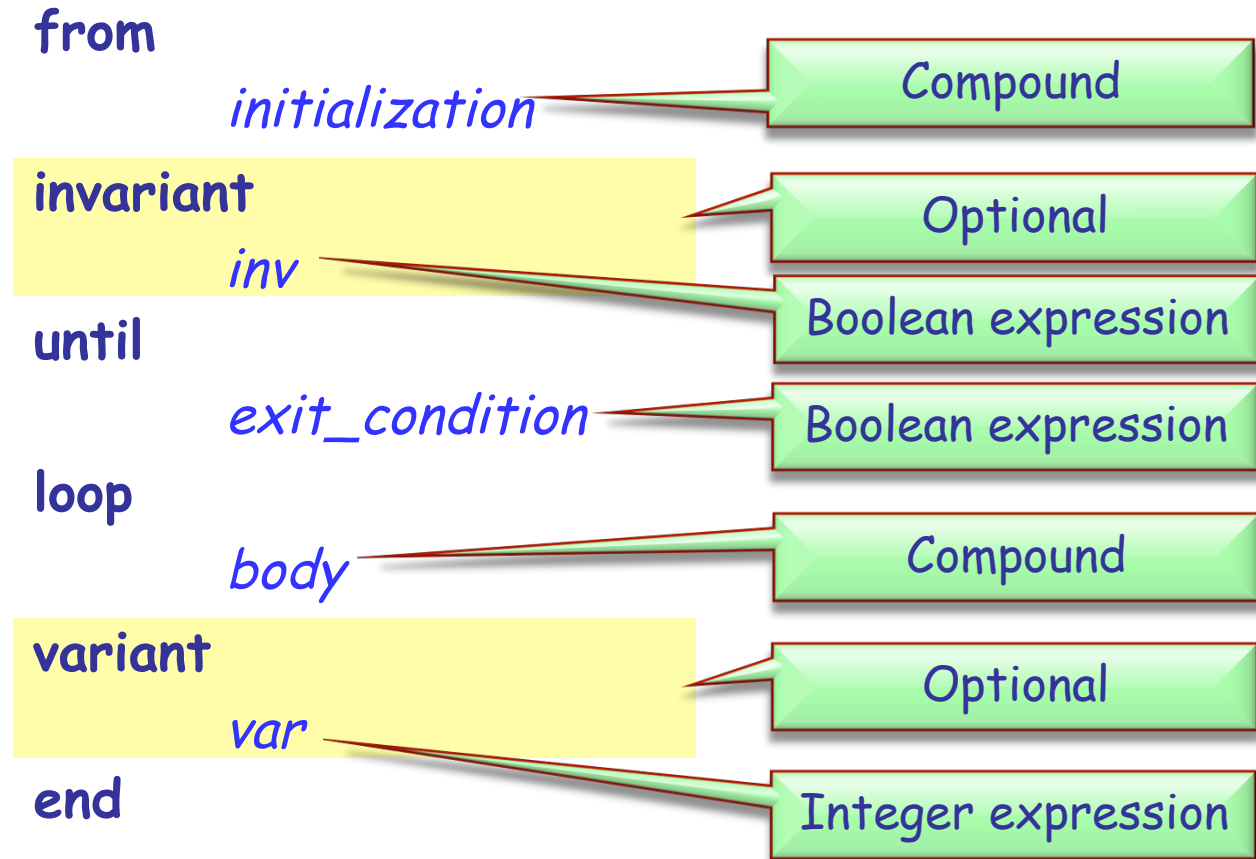 from
initialization
Compound
invariant
Optional
inv
Boolean expression
until
exit_condition
Boolean expression
loop
body
Compound
variant
Optional
var
end
Integer expression